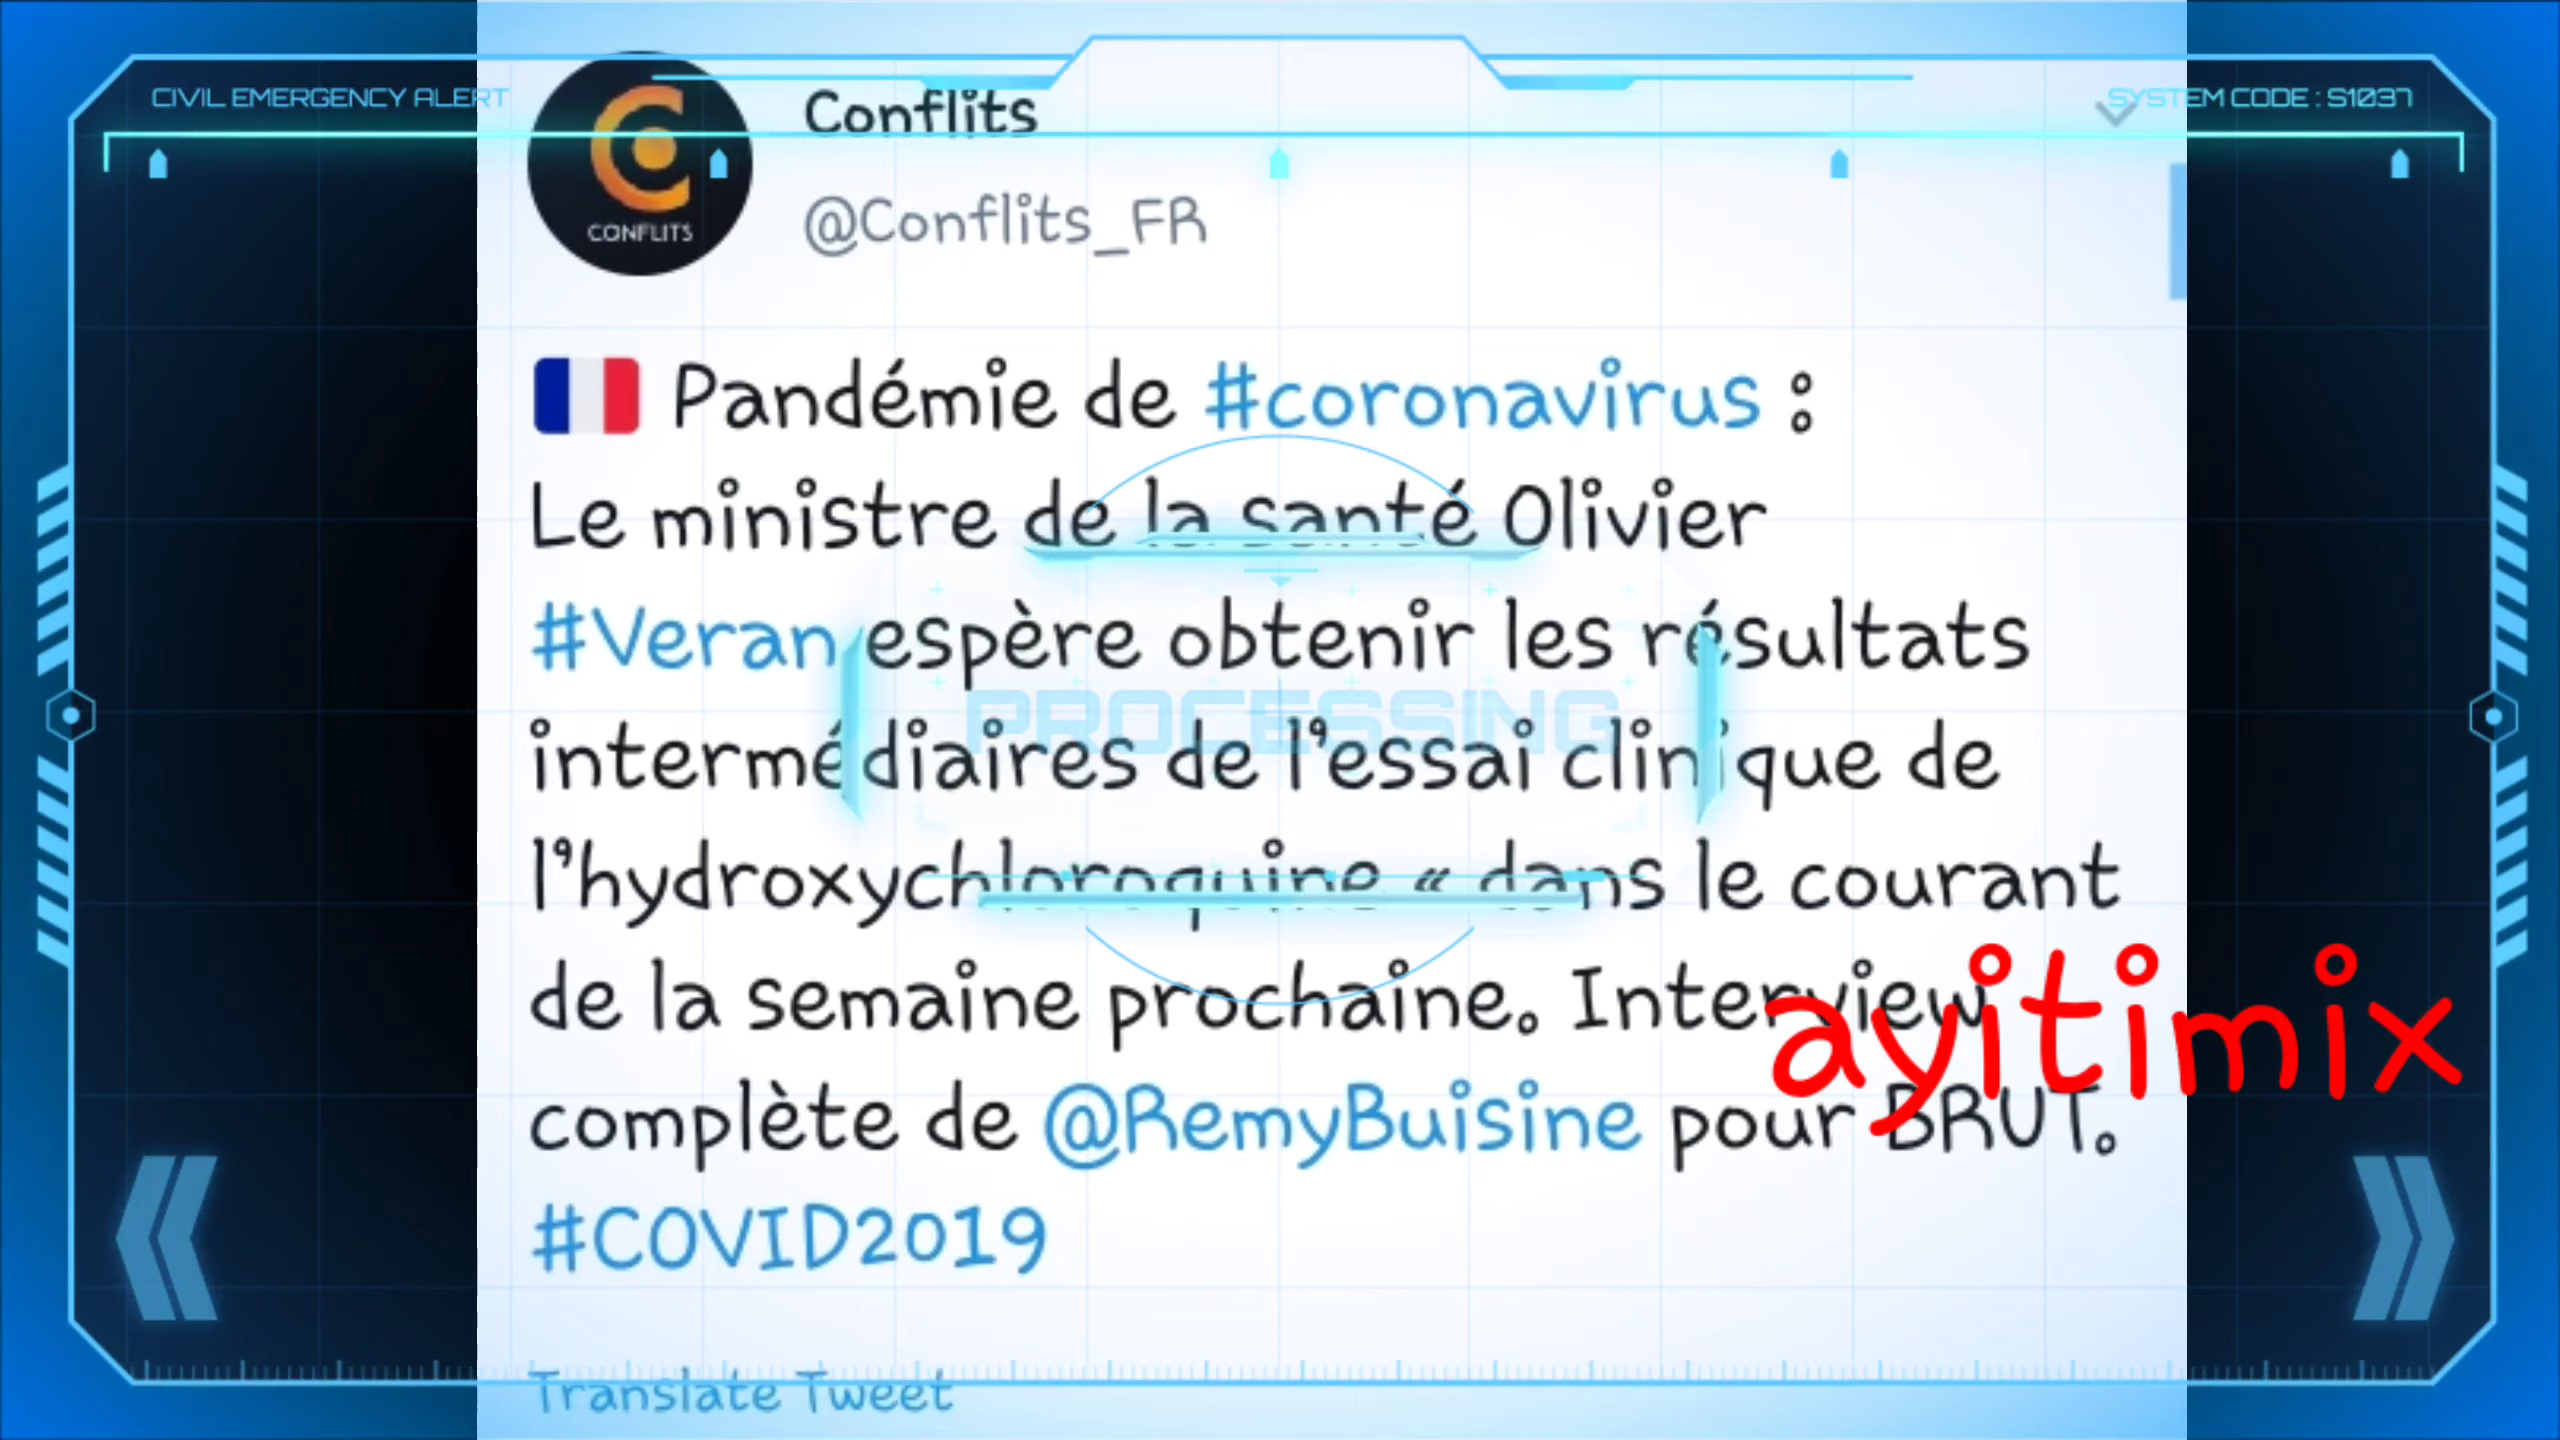 CIVIL EMERGENCY ALERT
SYSTEM CODE : S1037
Conflits
CONFLITS
@Conflits_FR
Pandémie de #coronavirus :
Le ministre de la santé Olivier
#Veran espère obtenir les résultats
PROCESSING
intermédiaires de l'essai clinique de
l'hydroxychloroquine « dans le courant
de la semaine prochaine. Interview
ayitimix
complète de @RemyBuisine pour BRUT.
#COVID2019
Translate Tweet